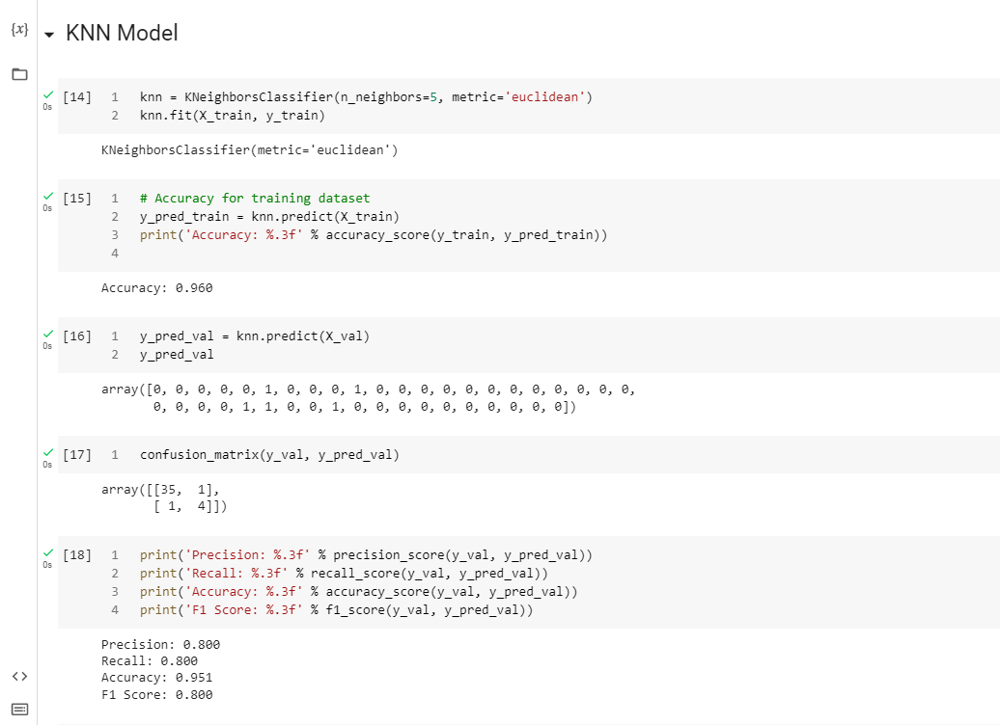 {x}
KNN Model
0s
[14] 1 knn = KNeighborsClassifier(n_neighbors=5, metric='euclidean')
2 knn.fit(X_train, y_train)
KNeighborsClassifier(metric='euclidean')
0s
[15] 1 # Accuracy for training dataset
2 y_pred_train = knn.predict(X_train)
3 print('Accuracy: %.3f' % accuracy_score(y_train, y_pred_train))
4
Accuracy: 0.960
0s
[16] 1 y_pred_val = knn.predict(X_val)
2 y_pred_val
array([0, 0, 0, 0, 0, 1, 0, 0, 0, 1, 0, 0, 0, 0, 0, 0, 0, 0, 0, 0, 0, 0,
0, 0, 0, 0, 1, 1, 0, 0, 1, 0, 0, 0, 0, 0, 0, 0, 0, 0, 0])
0s
[17] 1 confusion_matrix(y_val, y_pred_val)
array([[35, 1],
[ 1, 4]])
0s
[18] 1 print('Precision: %.3f' % precision_score(y_val, y_pred_val))
2 print('Recall: %.3f' % recall_score(y_val, y_pred_val))
3 print('Accuracy: %.3f' % accuracy_score(y_val, y_pred_val))
4 print('F1 Score: %.3f' % f1_score(y_val, y_pred_val))
Precision: 0.800
Recall: 0.800
Accuracy: 0.951
F1 Score: 0.800